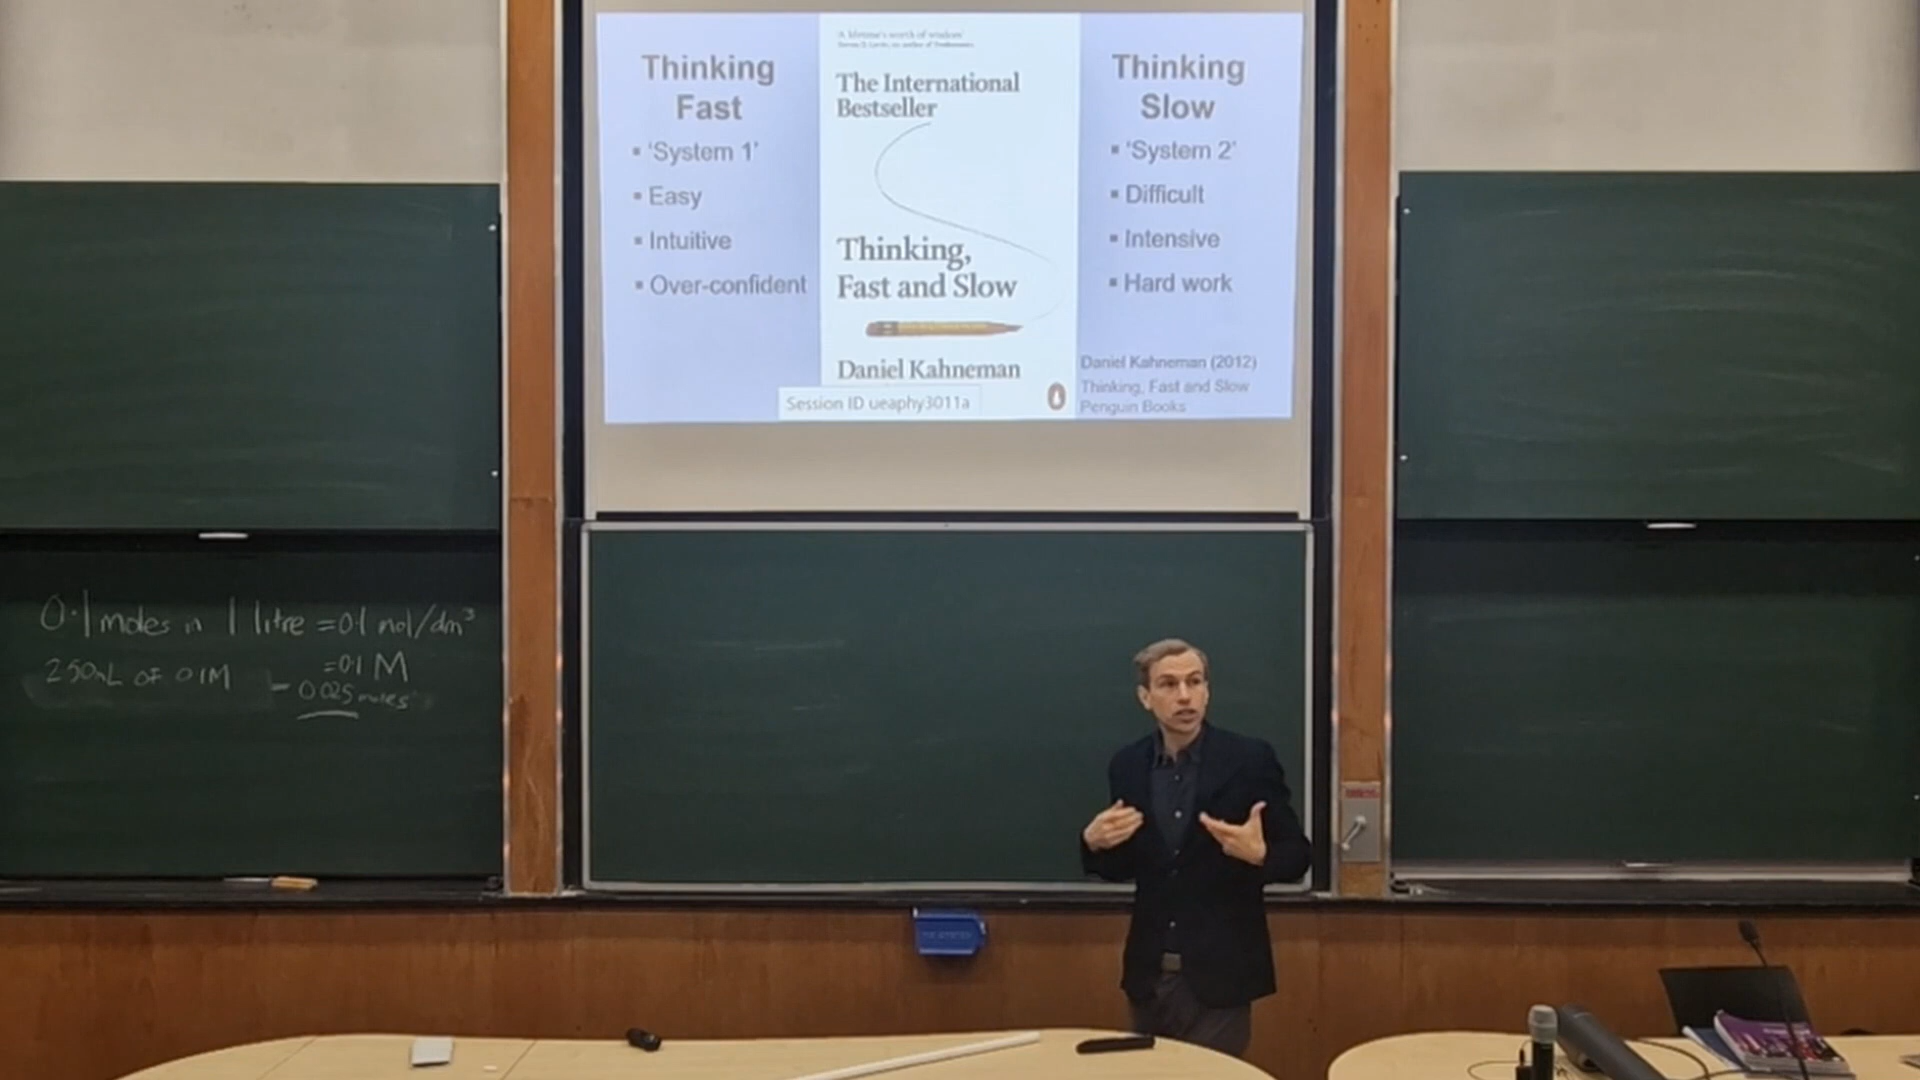 Thinking
Fast
▪ 'System 1'
▪ Easy
▪ Intuitive
▪ Over-confident
'A lifetime's worth of wisdom'
The International
Bestseller
Thinking,
Fast and Slow
Daniel Kahneman
Session ID ueaphy3011a
Thinking
Slow
▪ 'System 2'
▪ Difficult
▪ Intensive
▪ Hard work
Daniel Kahneman (2012)
Thinking, Fast and Slow
Penguin Books
0.1 moles in 1 litre = 0.1 mol/dm³
= 0.1 M
250mL OF 0.1M – 0.025 moles